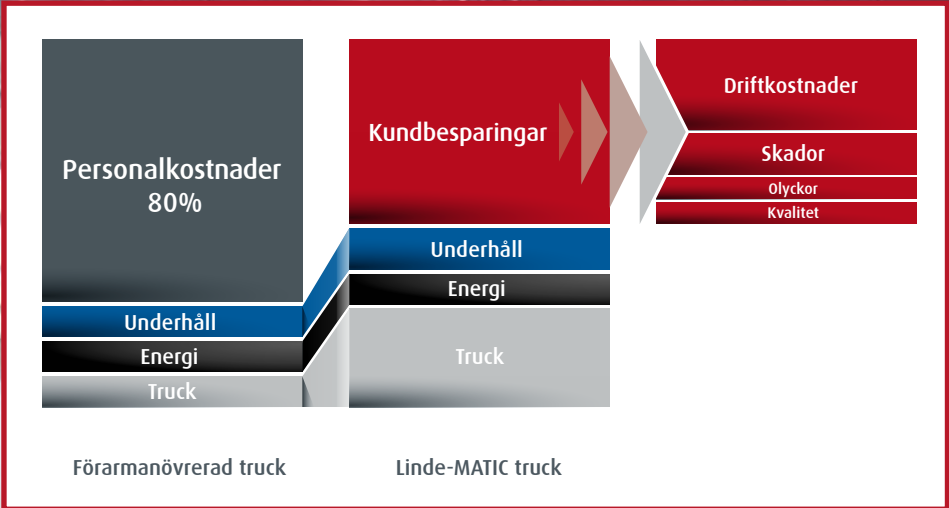 Personalkostnader
80%
Underhåll
Energi
Truck
Förarmanövrerad truck
Kundbesparingar
Underhåll
Energi
Truck
Linde-MATIC truck
Driftkostnader
Skador
Olyckor
Kvalitet